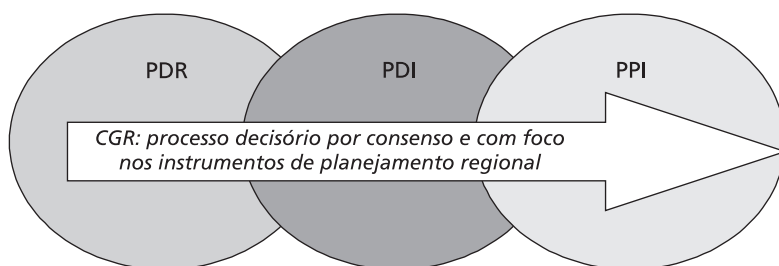 PDR
PDI
PPI
CGR: processo decisório por consenso e com foco
nos instrumentos de planejamento regional